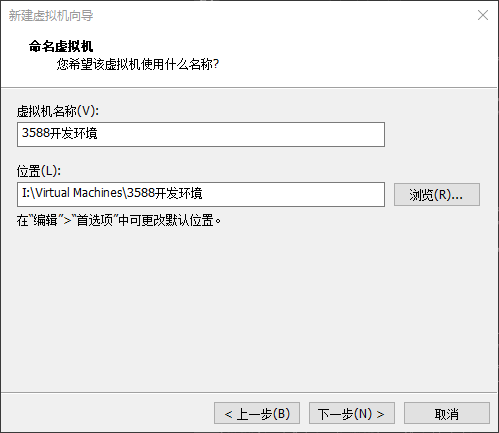 新建虚拟机向导
命名虚拟机
您希望该虚拟机使用什么名称?
虚拟机名称(V):
3588开发环境
位置(L):
I:\Virtual Machines\3588开发环境
浏览(R)...
在“编辑”>“首选项”中可更改默认位置。
< 上一步(B)
下一步(N) >
取消